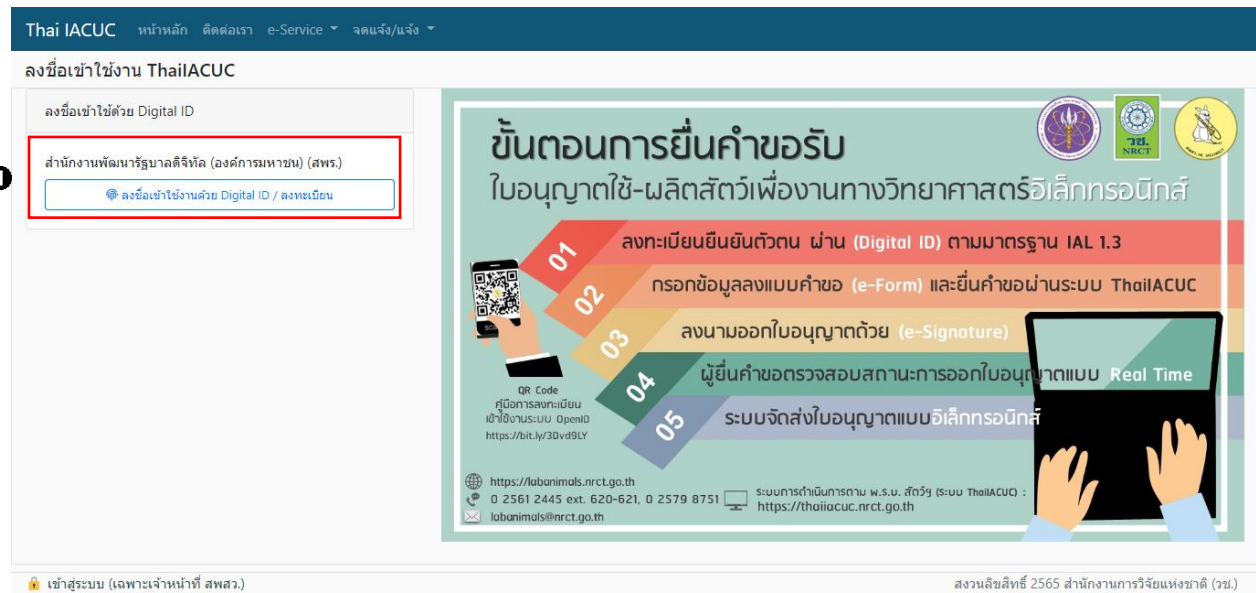 Thai IACUC หน้าหลัก ติดต่อเรา e-Service จดแจ้ง/แจ้ง
ลงชื่อเข้าใช้งาน ThaiIACUC
ลงชื่อเข้าใช้ด้วย Digital ID
สำนักงานพัฒนารัฐบาลดิจิทัล (องค์การมหาชน) (สพร.)
ลงชื่อเข้าใช้งานด้วย Digital ID / ลงทะเบียน
วช.
NRCT
ขั้นตอนการยื่นคำขอรับ
ใบอนุญาตใช้-ผลิตสัตว์เพื่องานทางวิทยาศาสตร์อิเล็กทรอนิกส์
01 ลงทะเบียนยืนยันตัวตน ผ่าน (Digital ID) ตามมาตรฐาน IAL 1.3
02 กรอกข้อมูลลงแบบคำขอ (e-Form) และยื่นคำขอผ่านระบบ ThaiIACUC
03 ลงนามออกใบอนุญาตด้วย (e-Signature)
04 ผู้ยื่นคำขอตรวจสอบสถานะการออกใบอนุญาตแบบ Real Time
05 ระบบจัดส่งใบอนุญาตแบบอิเล็กทรอนิกส์
QR Code
คู่มือการลงทะเบียน
เข้าใช้งานระบบ OpenID
https://bit.ly/3Dvd9LY
https://labanimals.nrct.go.th
0 2561 2445 ext. 620-621, 0 2579 8751
labanimals@nrct.go.th
ระบบการดำเนินการตาม พ.ร.บ. สัตว์ฯ (ระบบ ThaiIACUC) :
https://thaiiacuc.nrct.go.th
เข้าสู่ระบบ (เฉพาะเจ้าหน้าที่ สพสว.)
สงวนลิขสิทธิ์ 2565 สำนักงานการวิจัยแห่งชาติ (วช.)